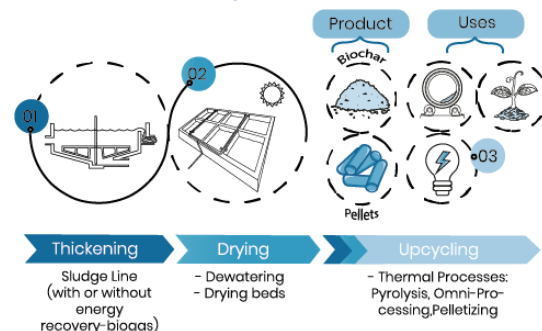 Product
Uses
Biochar
01
02
Pellets
03
Thickening
Drying
Upcycling
Sludge Line
(with or without
energy
recovery-biogas)
- Dewatering
- Drying beds
- Thermal Processes:
Pyrolysis, Omni-Pro-
cessing,Pelletizing